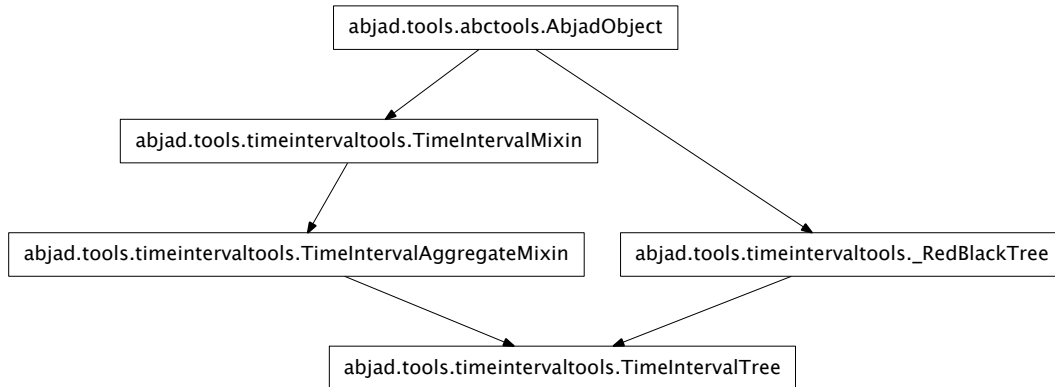 abjad.tools.abctools.AbjadObject
abjad.tools.timeintervaltools.TimeIntervalMixin
abjad.tools.timeintervaltools.TimeIntervalAggregateMixin
abjad.tools.timeintervaltools._RedBlackTree
abjad.tools.timeintervaltools.TimeIntervalTree